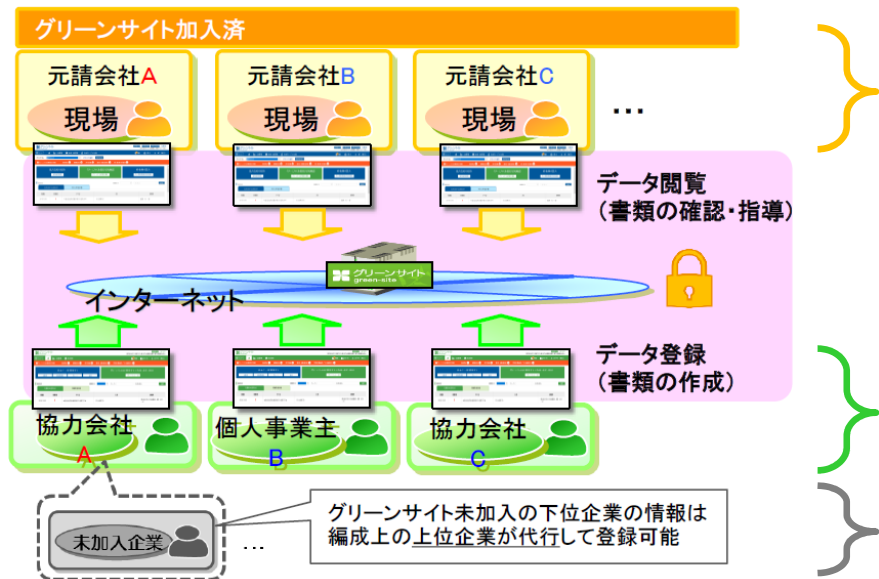 グリーンサイト加入済
元請会社A
元請会社B
元請会社C
現場
現場
現場
…
データ閲覧
（書類の確認・指導）
グリーンサイト
green-site
インターネット
データ登録
（書類の作成）
協力会社
A
個人事業主
B
協力会社
C
グリーンサイト未加入の下位企業の情報は
編成上の上位企業が代行して登録可能
未加入企業
…